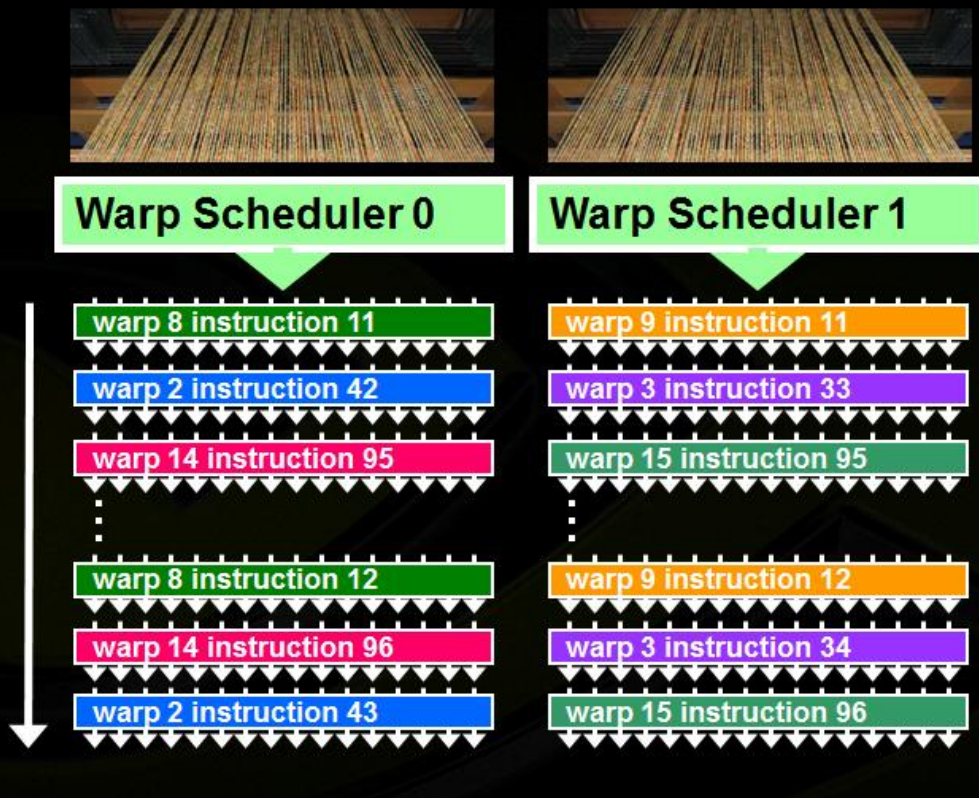 Warp Scheduler 0
warp 8 instruction 11
warp 2 instruction 42
warp 14 instruction 95
warp 8 instruction 12
warp 14 instruction 96
warp 2 instruction 43
Warp Scheduler 1
warp 9 instruction 11
warp 3 instruction 33
warp 15 instruction 95
warp 9 instruction 12
warp 3 instruction 34
warp 15 instruction 96